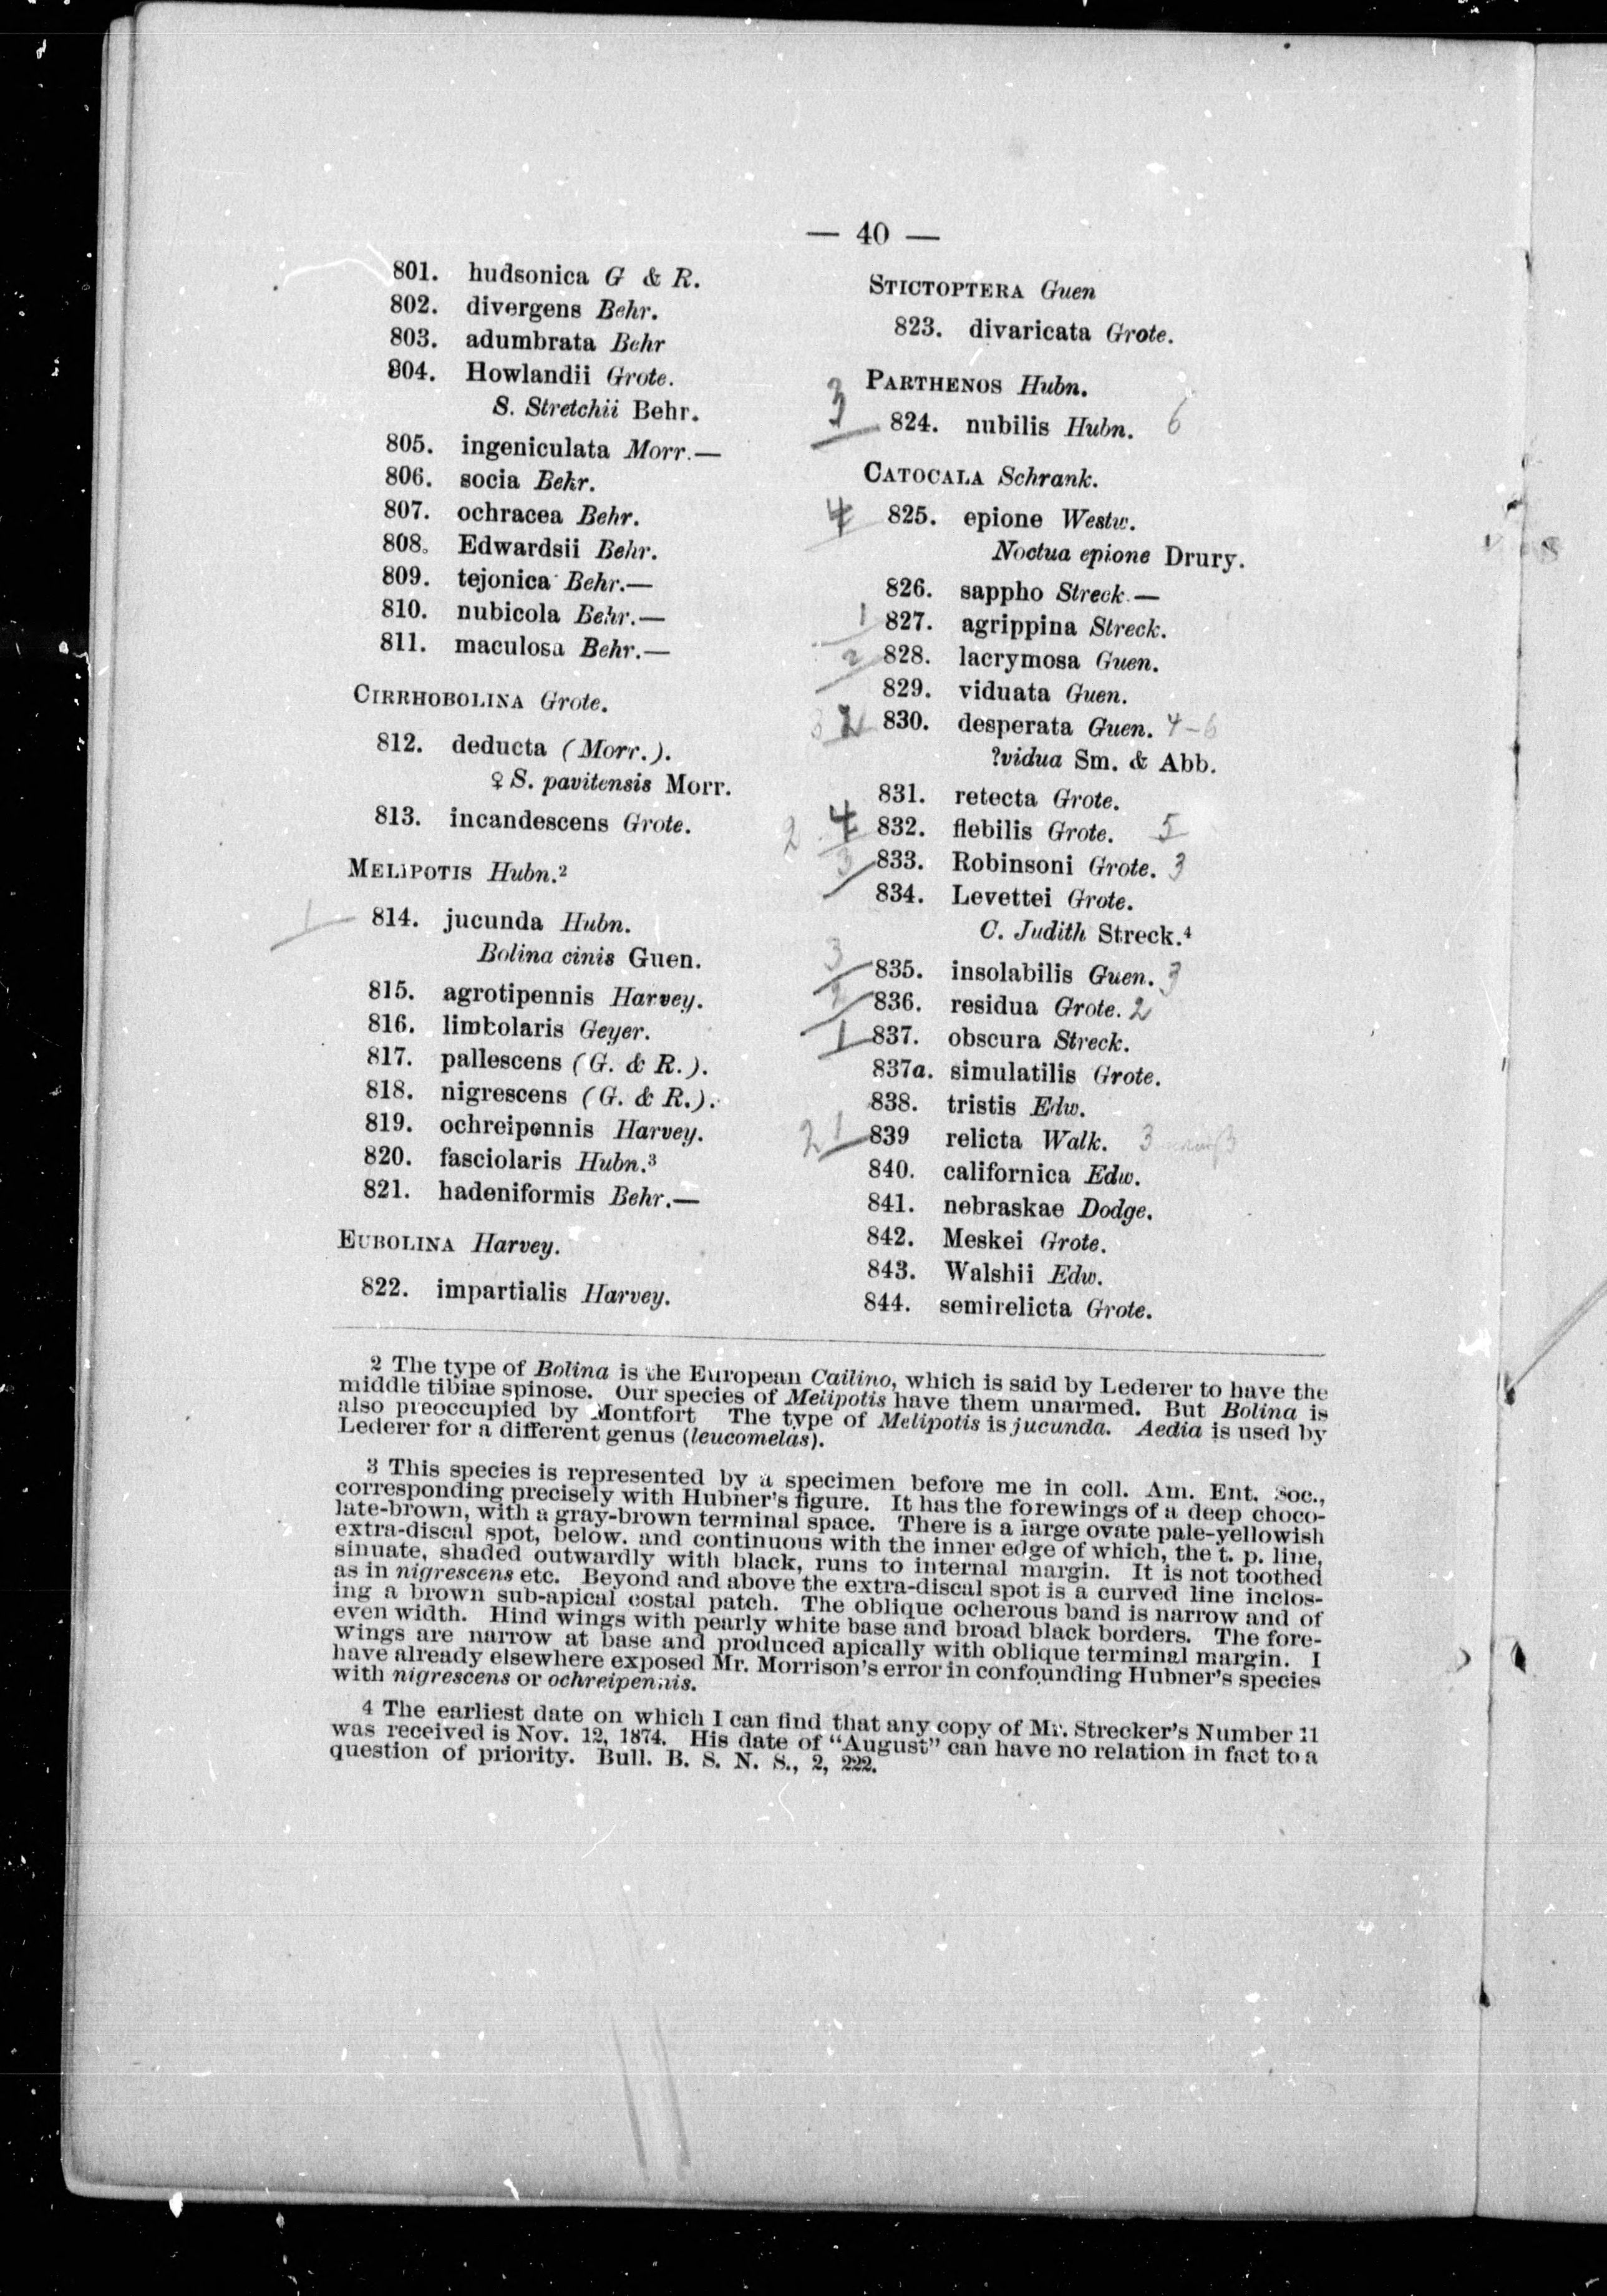 — 40 —
801. hudsonica G & R.
802. divergens Behr.
803. adumbrata Behr
804. Howlandii Grote.
S. Stretchii Behr.
805. ingeniculata Morr.—
806. socia Behr.
807. ochracea Behr.
808. Edwardsii Behr.
809. tejonica Behr.—
810. nubicola Behr.—
811. maculosa Behr.—
CIRRHOBOLINA Grote.
812. deducta (Morr.).
♀ S. pavitensis Morr.
813. incandescens Grote.
MELIPOTIS Hubn.²
1 814. jucunda Hubn.
Bolina cinis Guen.
815. agrotipennis Harvey.
816. limbolaris Geyer.
817. pallescens (G. & R.).
818. nigrescens (G. & R.).
819. ochreipennis Harvey.
820. fasciolaris Hubn.³
821. hadeniformis Behr.—
EUBOLINA Harvey.
822. impartialis Harvey.
STICTOPTERA Guen
823. divaricata Grote.
PARTHENOS Hubn.
3 824. nubilis Hubn. 6
CATOCALA Schrank.
4 825. epione Westw.
Noctua epione Drury.
826. sappho Streck.—
1 827. agrippina Streck.
2 828. lacrymosa Guen.
829. viduata Guen.
830. desperata Guen. 4-6
?vidua Sm. & Abb.
831. retecta Grote.
2 4 832. flebilis Grote. 5
3 833. Robinsoni Grote. 3
834. Levettei Grote.
C. Judith Streck.⁴
3 835. insolabilis Guen. 3
836. residua Grote. 2
1 837. obscura Streck.
837a. simulatilis Grote.
838. tristis Edw.
2 1 839 relicta Walk. 3
840. californica Edw.
841. nebraskae Dodge.
842. Meskei Grote.
843. Walshii Edw.
844. semirelicta Grote.
2 The type of Bolina is the European Cailino, which is said by Lederer to have the
middle tibiae spinose. Our species of Melipotis have them unarmed. But Bolina is
also preoccupied by Montfort The type of Melipotis is jucunda. Aedia is used by
Lederer for a different genus (leucomelas).
3 This species is represented by a specimen before me in coll. Am. Ent. Soc.,
corresponding precisely with Hubner's figure. It has the forewings of a deep choco-
late-brown, with a gray-brown terminal space. There is a large ovate pale-yellowish
extra-discal spot, below. and continuous with the inner edge of which, the t. p. line,
sinuate, shaded outwardly with black, runs to internal margin. It is not toothed
as in nigrescens etc. Beyond and above the extra-discal spot is a curved line inclos-
ing a brown sub-apical costal patch. The oblique ocherous band is narrow and of
even width. Hind wings with pearly white base and broad black borders. The fore-
wings are narrow at base and produced apically with oblique terminal margin. I
have already elsewhere exposed Mr. Morrison's error in confounding Hubner's species
with nigrescens or ochreipennis.
4 The earliest date on which I can find that any copy of Mr. Strecker's Number 11
was received is Nov. 12, 1874. His date of "August" can have no relation in fact to a
question of priority. Bull. B. S. N. S., 2, 222.